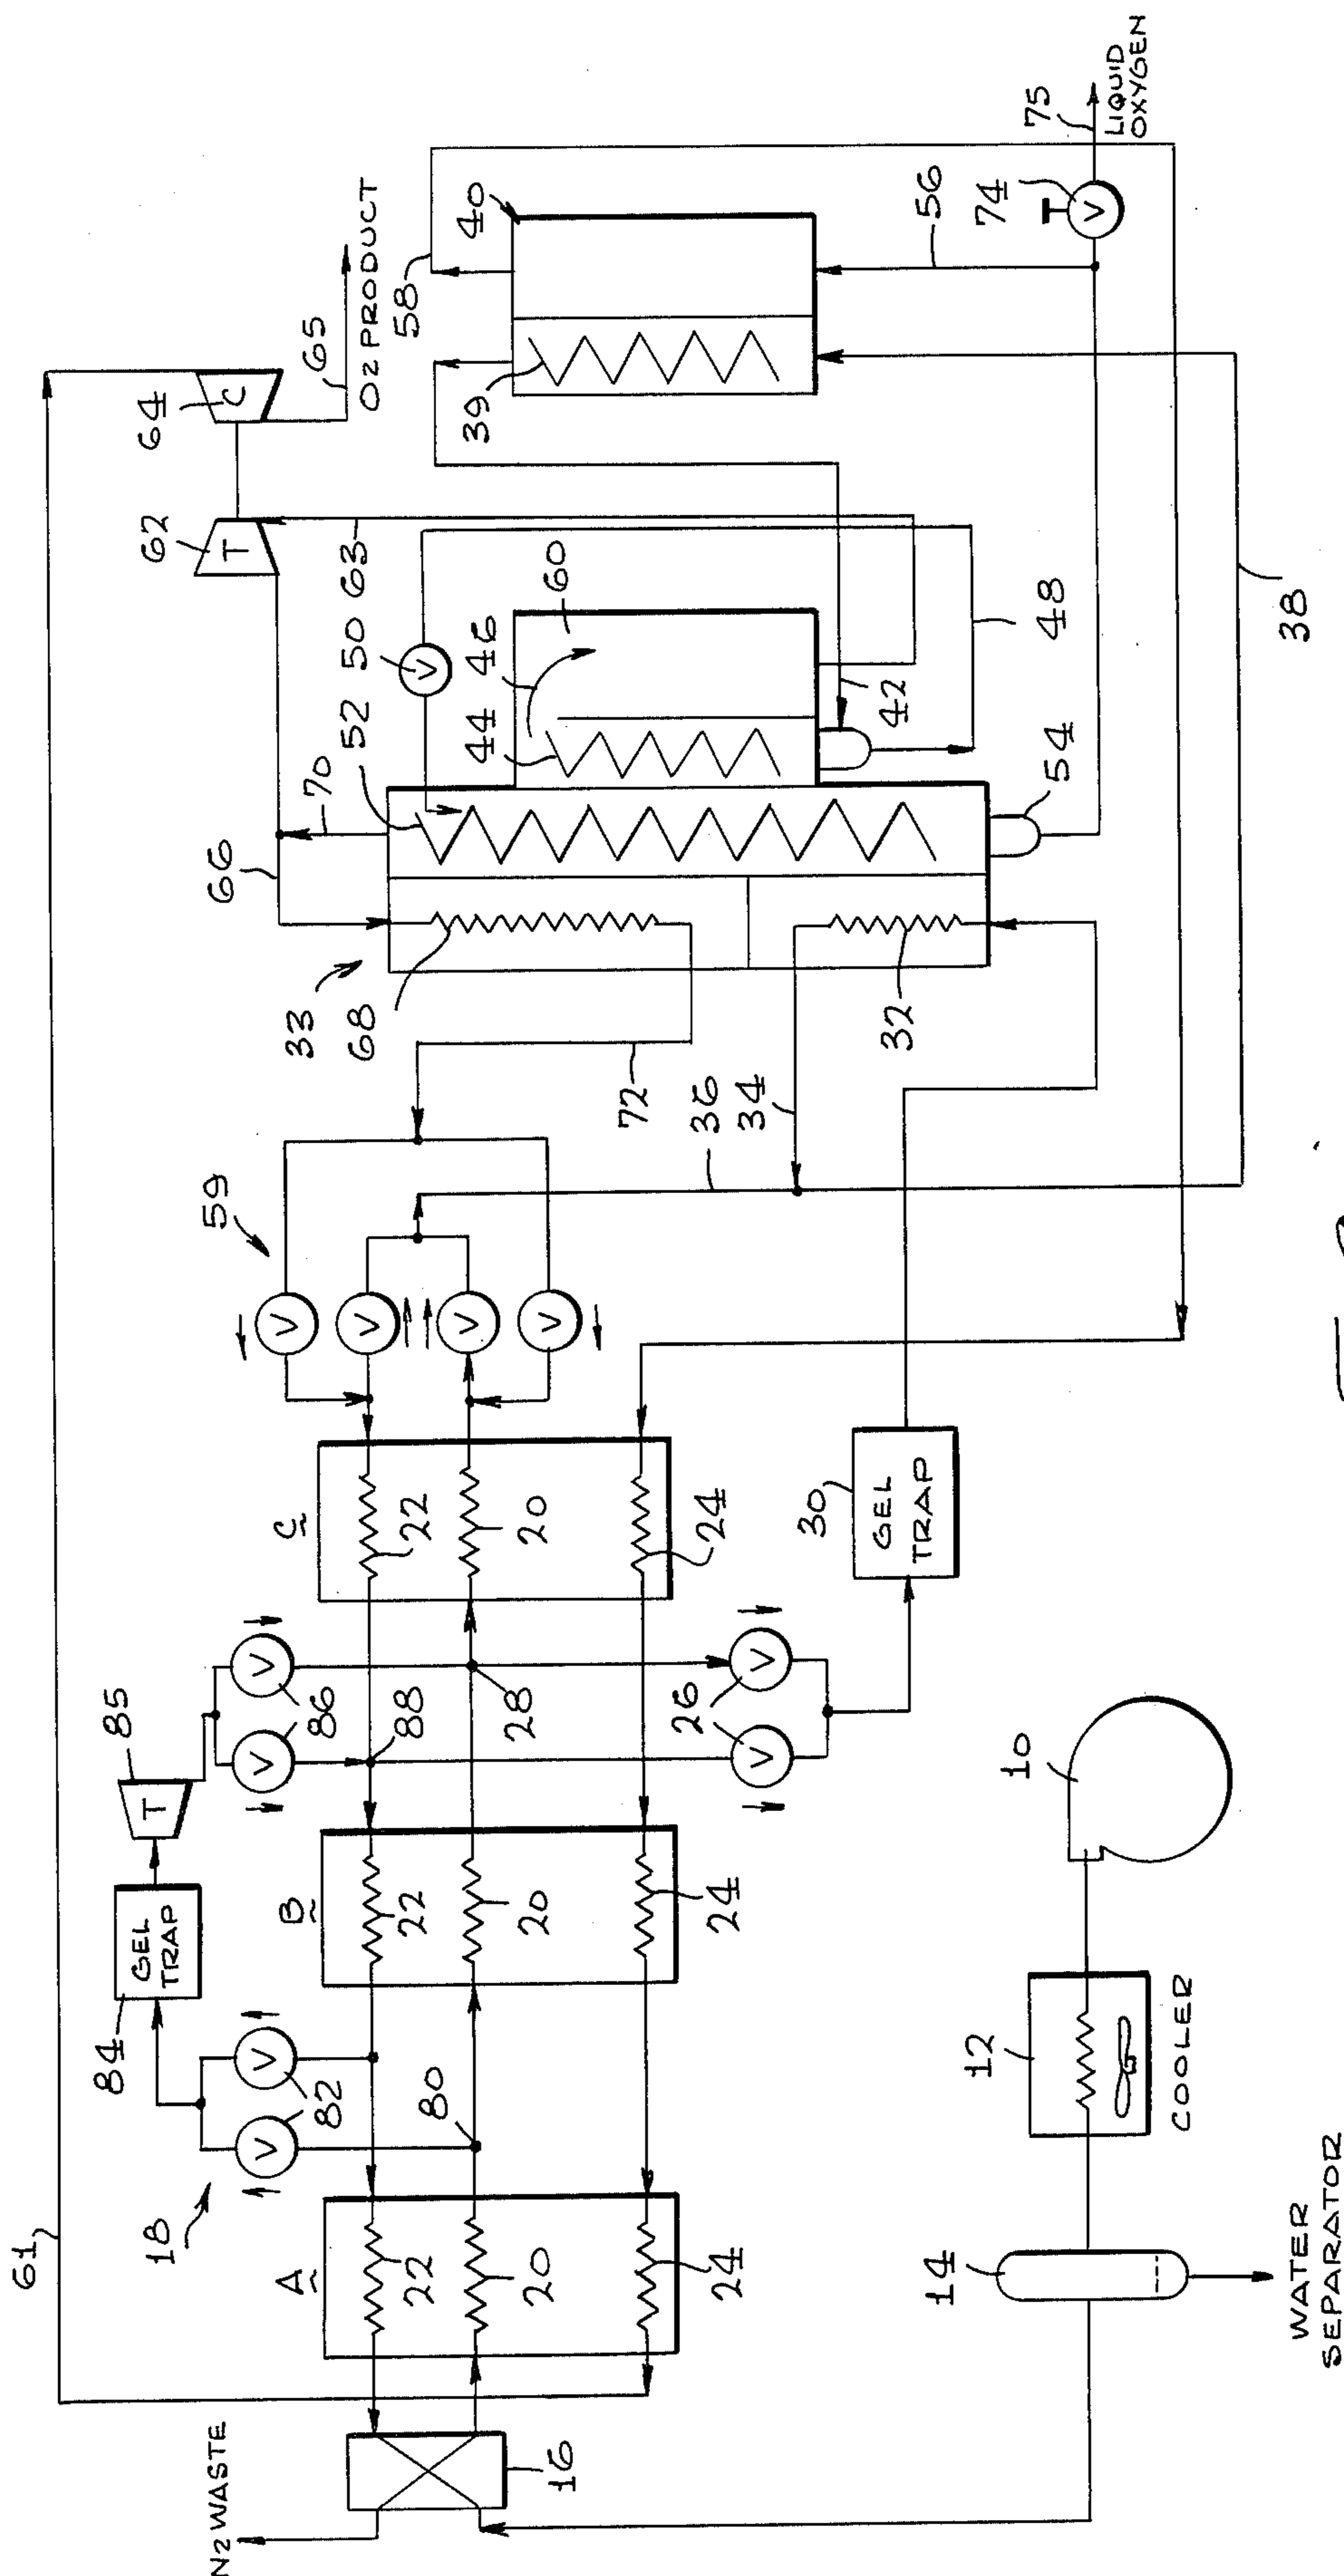 61
N2 WASTE
18
82
V
V
84
GEL
TRAP
85
T
86
V
V
59
62
T
64
C
65
O2 PRODUCT
66
70
63
16
A
22
20
24
80
B
22
20
24
88
28
C
22
20
24
V
V
V
V
33
68
52
50
V
44
46
60
58
40
39
26
V
V
72
36
34
32
42
48
54
56
74
V
75
LIQUID
OXYGEN
30
GEL
TRAP
38
14
12
10
COOLER
WATER
SEPARATOR